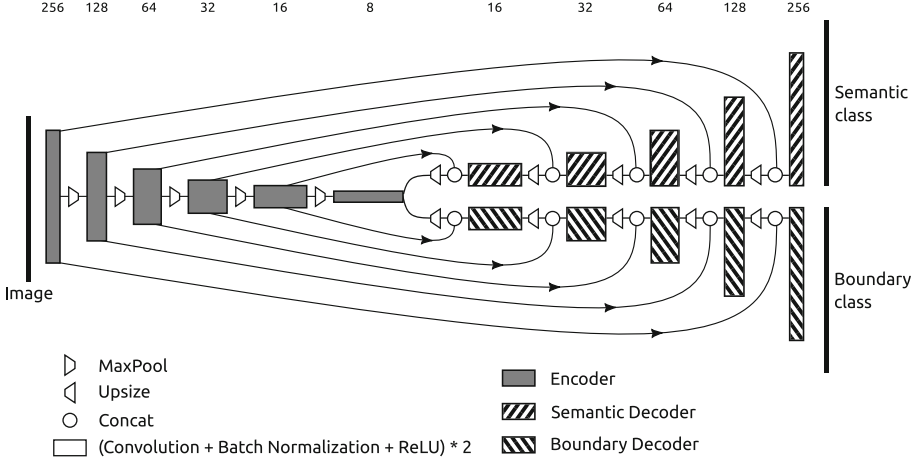 256 128 64 32 16 8 16 32 64 128 256
Semantic
class
Image
Boundary
class
MaxPool
Upsize
Concat
(Convolution + Batch Normalization + ReLU) * 2
Encoder
Semantic Decoder
Boundary Decoder